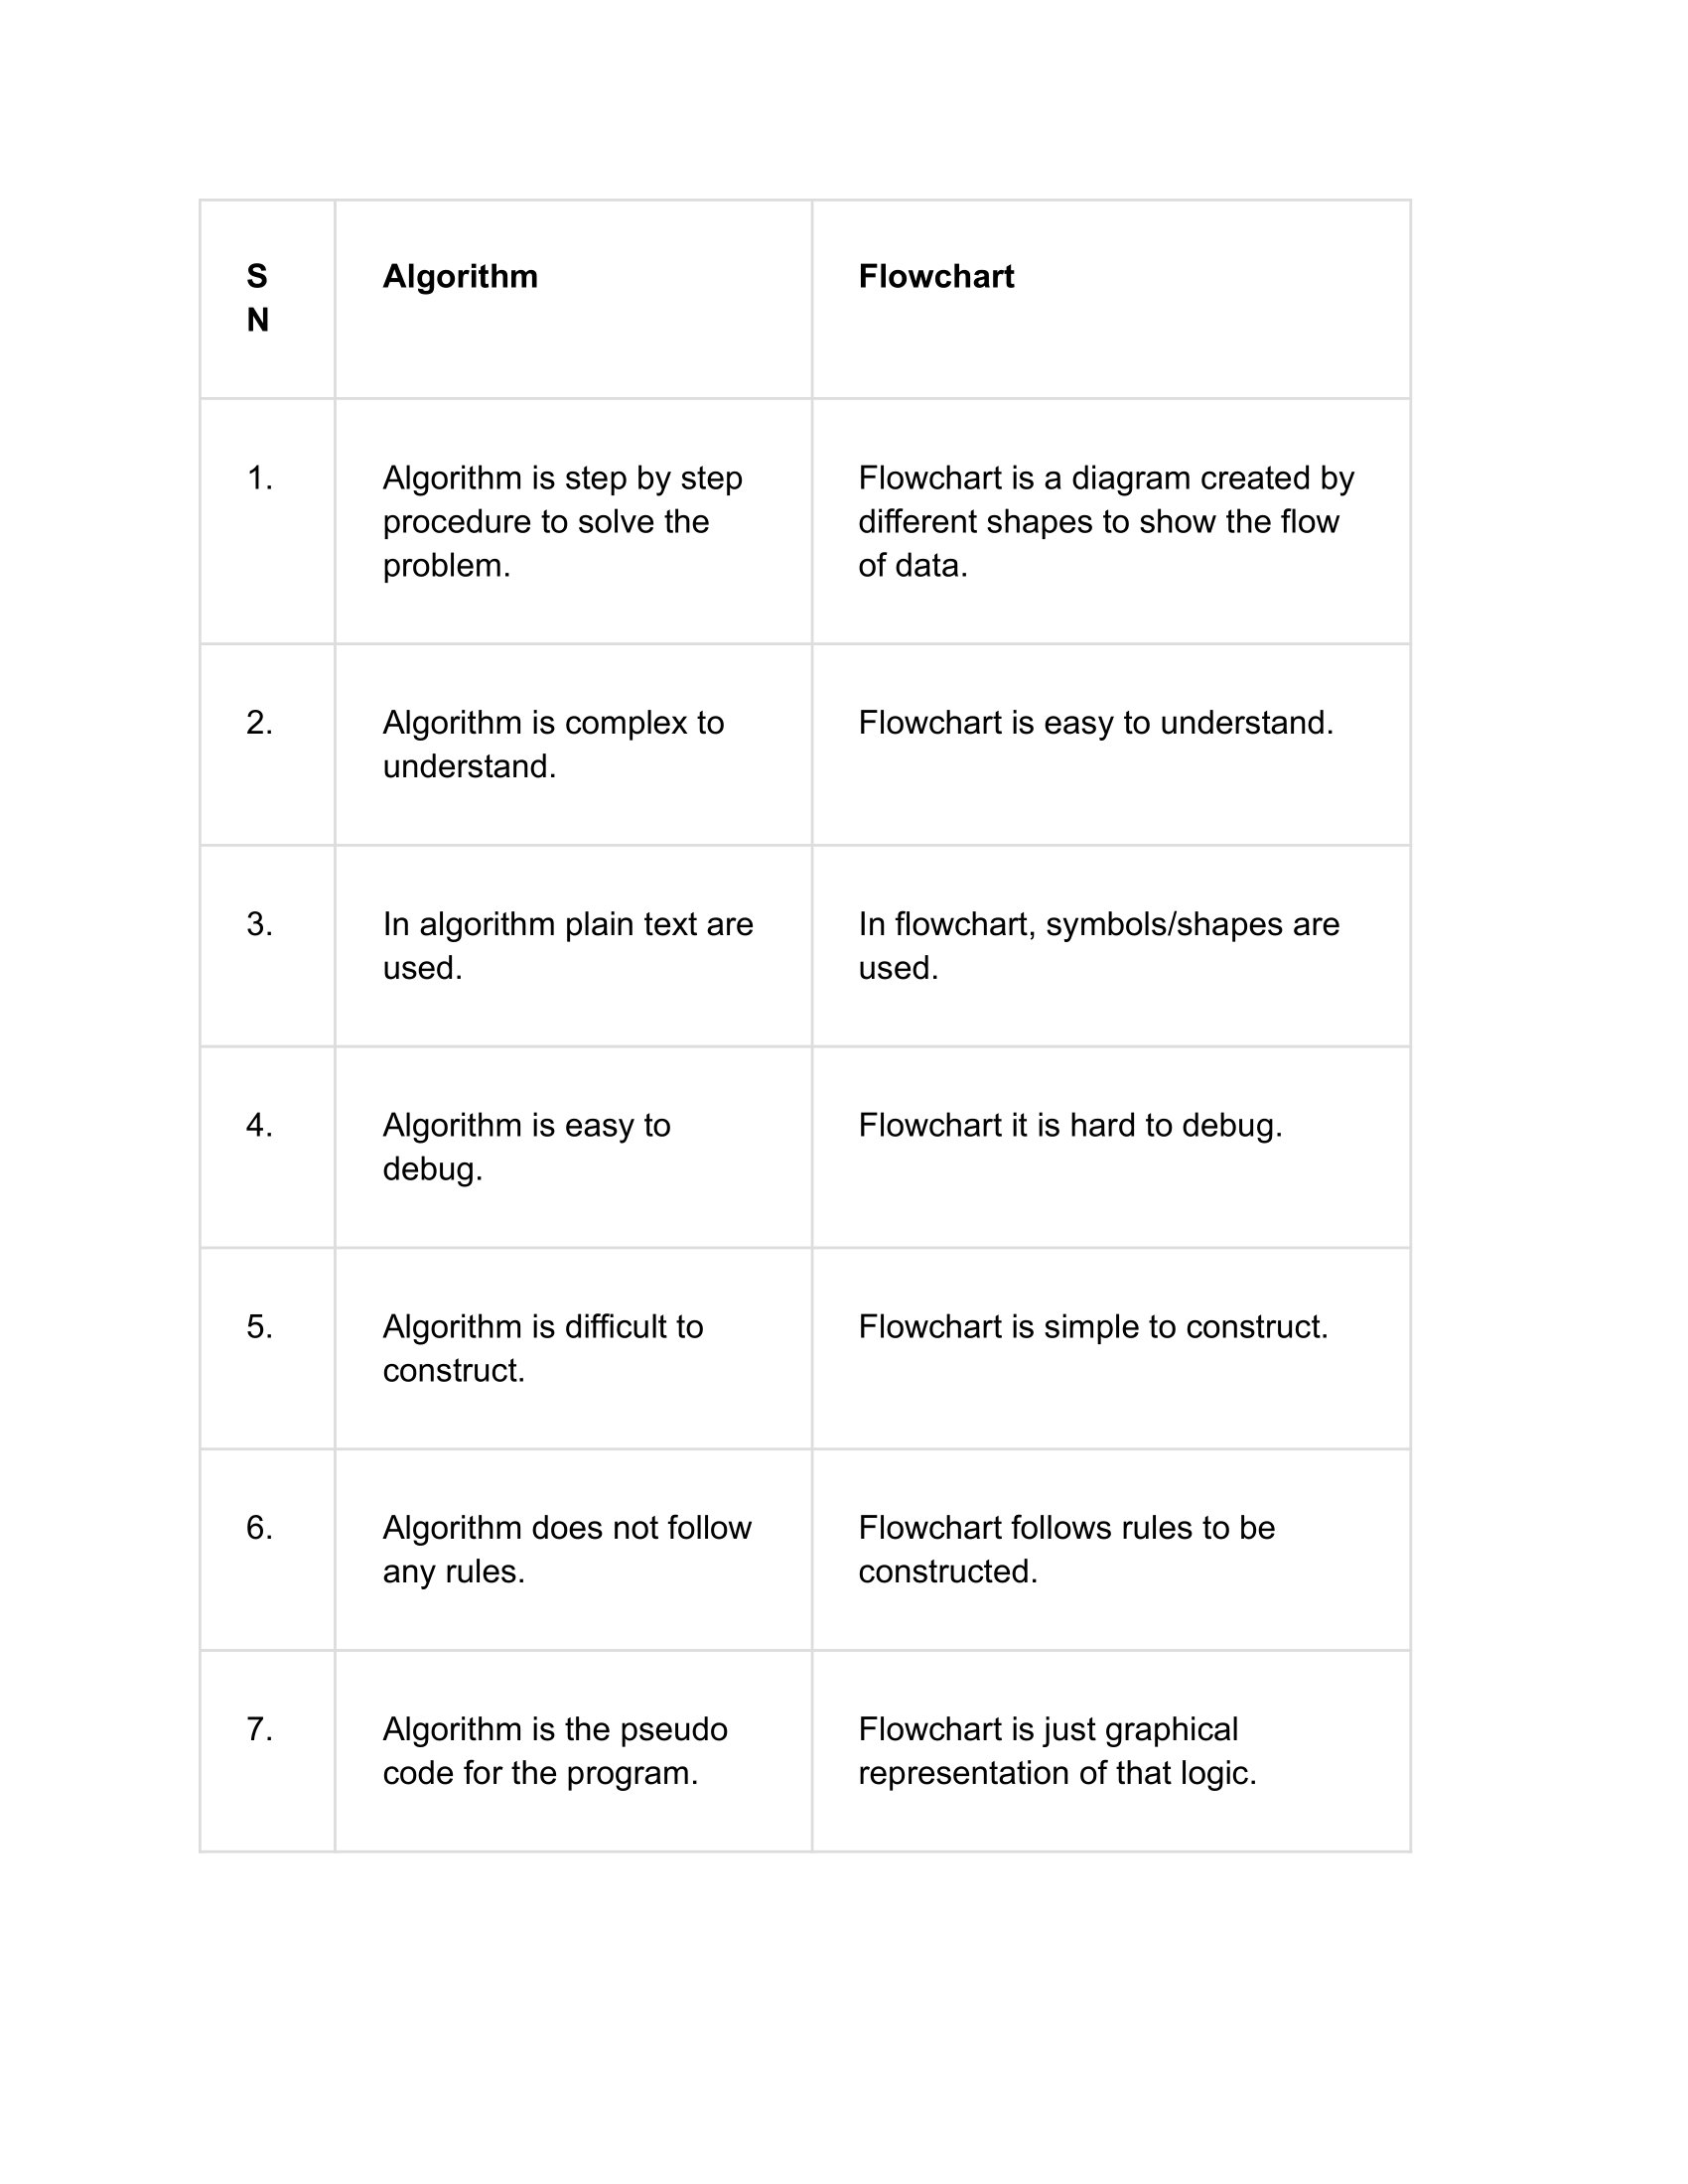 S
N
Algorithm
Flowchart
1.
Algorithm is step by step
procedure to solve the
problem.
Flowchart is a diagram created by
different shapes to show the flow
of data.
2.
Algorithm is complex to
understand.
Flowchart is easy to understand.
3.
In algorithm plain text are
used.
In flowchart, symbols/shapes are
used.
4.
Algorithm is easy to
debug.
Flowchart it is hard to debug.
5.
Algorithm is difficult to
construct.
Flowchart is simple to construct.
6.
Algorithm does not follow
any rules.
Flowchart follows rules to be
constructed.
7.
Algorithm is the pseudo
code for the program.
Flowchart is just graphical
representation of that logic.